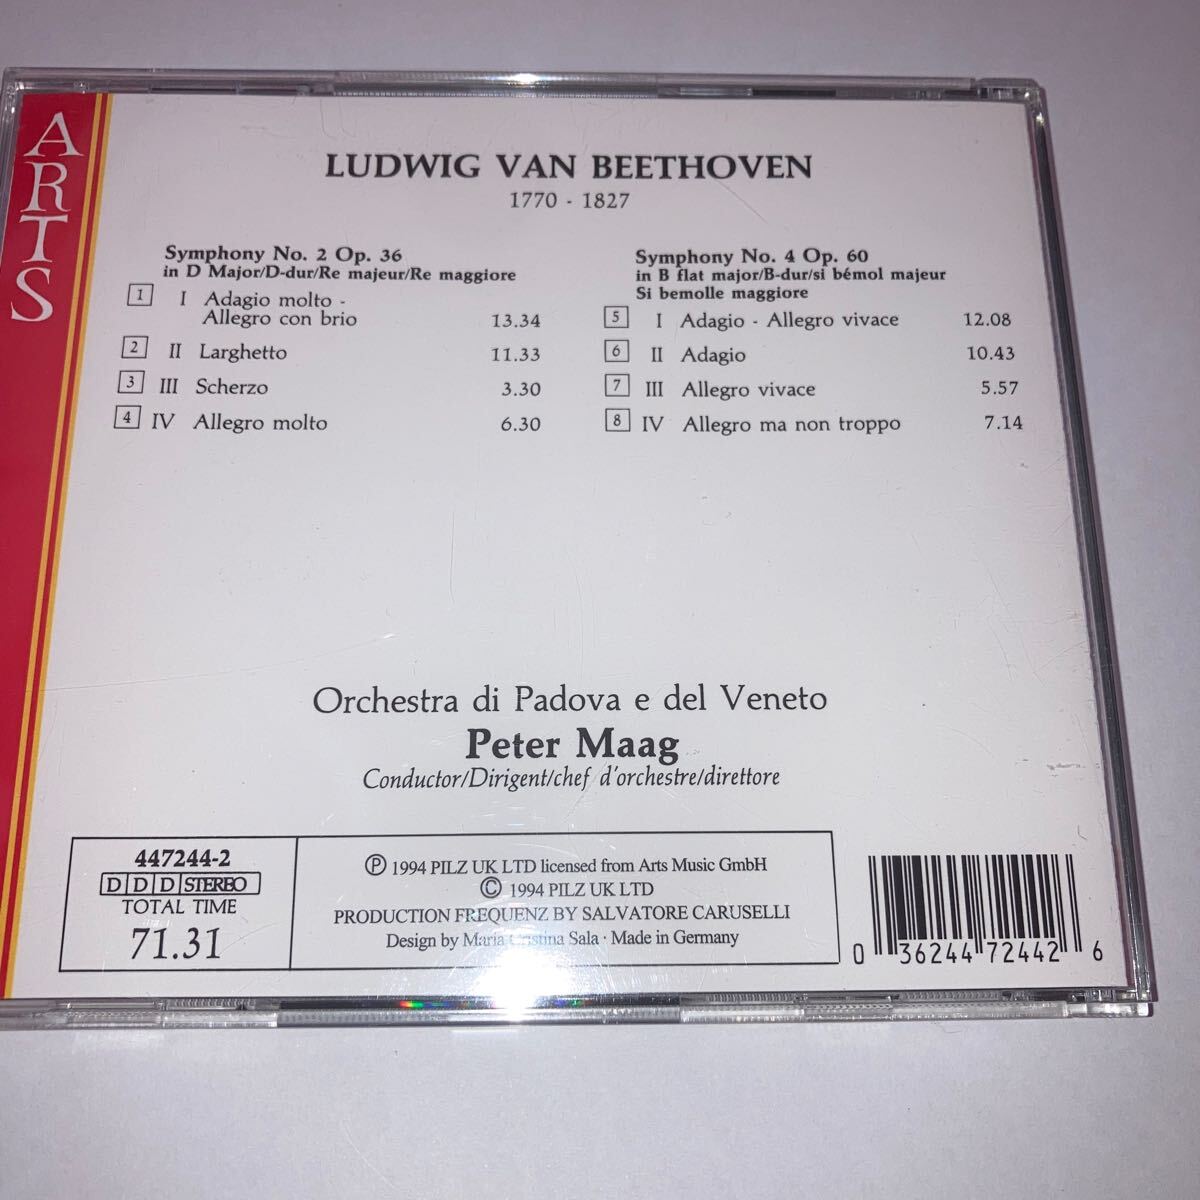 ARTS
LUDWIG VAN BEETHOVEN
1770 - 1827
Symphony No. 2 Op. 36
in D Major/D-dur/Re majeur/Re maggiore
1 I Adagio molto -
Allegro con brio 13.34
2 II Larghetto 11.33
3 III Scherzo 3.30
4 IV Allegro molto 6.30
Symphony No. 4 Op. 60
in B flat major/B-dur/si bémol majeur
Si bemolle maggiore
5 I Adagio - Allegro vivace 12.08
6 II Adagio 10.43
7 III Allegro vivace 5.57
8 IV Allegro ma non troppo 7.14
Orchestra di Padova e del Veneto
Peter Maag
Conductor/Dirigent/chef d'orchestre/direttore
447244-2
D D D STEREO
TOTAL TIME
71.31
Ⓟ 1994 PILZ UK LTD licensed from Arts Music GmbH
© 1994 PILZ UK LTD
PRODUCTION FREQUENZ BY SALVATORE CARUSELLI
Design by Maria Cristina Sala · Made in Germany
0 36244 72442 6